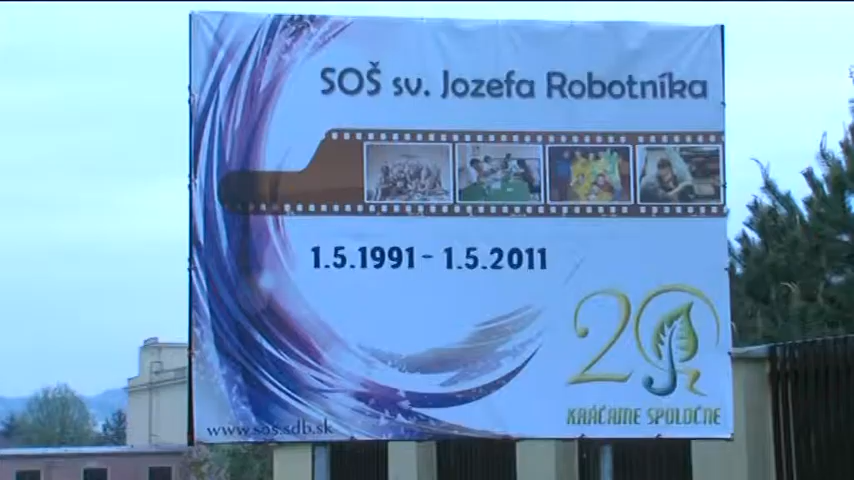 SOŠ sv. Jozefa Robotníka
1.5.1991 - 1.5.2011
20
KRÁČAME SPOLOČNE
www.sos.sdb.sk